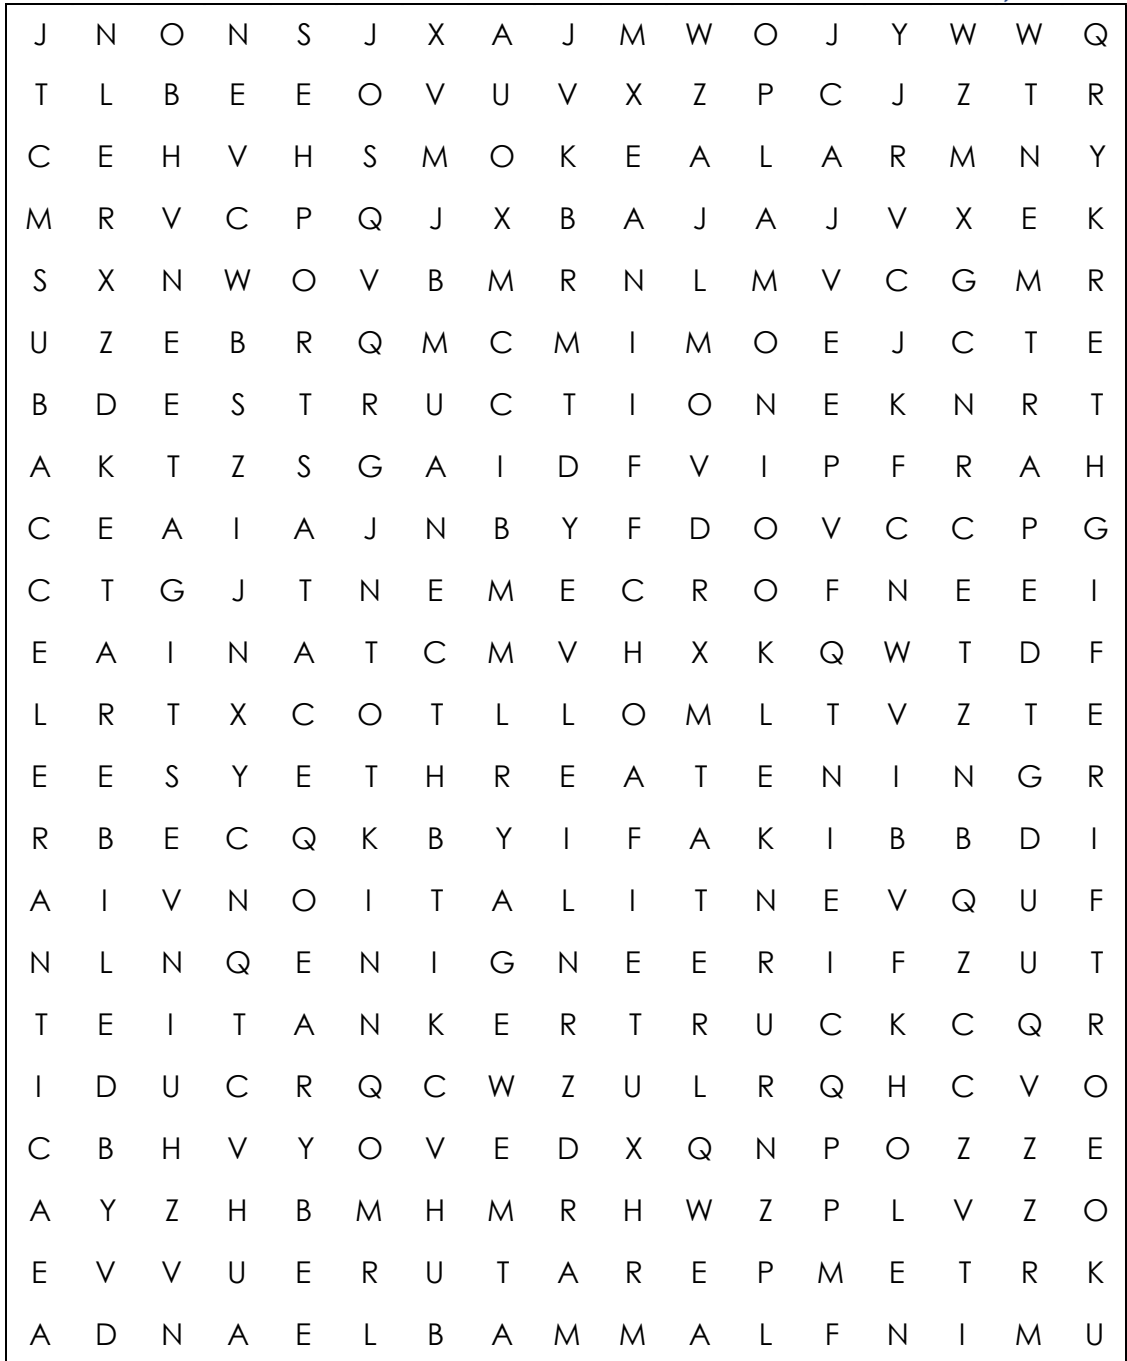 J N O N S J X A J M W O J Y W W Q
T L B E E O V U V X Z P C J Z T R
C E H V H S M O K E A L A R M N Y
M R V C P Q J X B A J A J V X E K
S X N W O V B M R N L M V C G M R
U Z E B R Q M C M I M O E J C T E
B D E S T R U C T I O N E K N R T
A K T Z S G A I D F V I P F R A H
C E A I A J N B Y F D O V C C P G
C T G J T N E M E C R O F N E E I
E A I N A T C M V H X K Q W T D F
L R T X C O T L L O M L T V Z T E
E E S Y E T H R E A T E N I N G R
R B E C Q K B Y I F A K I B B D I
A I V N O I T A L I T N E V Q U F
N L N Q E N I G N E E R I F Z U T
T E I T A N K E R T R U C K C Q R
I D U C R Q C W Z U L R Q H C V O
C B H V Y O V E D X Q N P O Z Z E
A Y Z H B M H M R H W Z P L V Z O
E V V U E R U T A R E P M E T R K
A D N A E L B A M M A L F N I M U